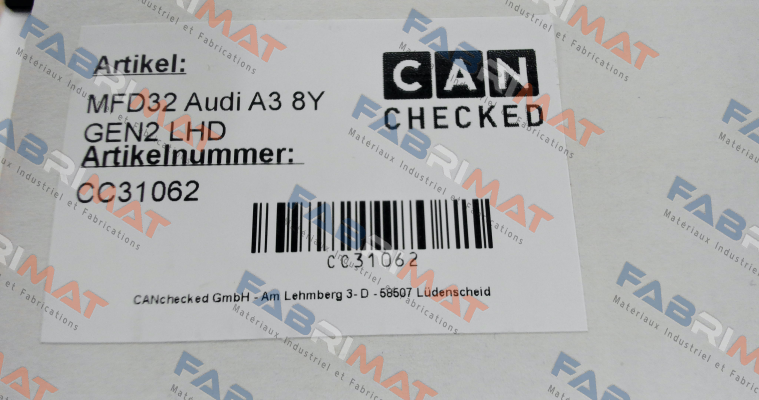 Artikel:
MFD32 Audi A3 8Y
GEN2 LHD
Artikelnummer:
CC31062
CAN
CHECKED
CC31062
CANchecked GmbH - Am Lehmberg 3- D - 58507 Lüdenscheid
FABRIMAT
Matériaux Industriel et Fabrications